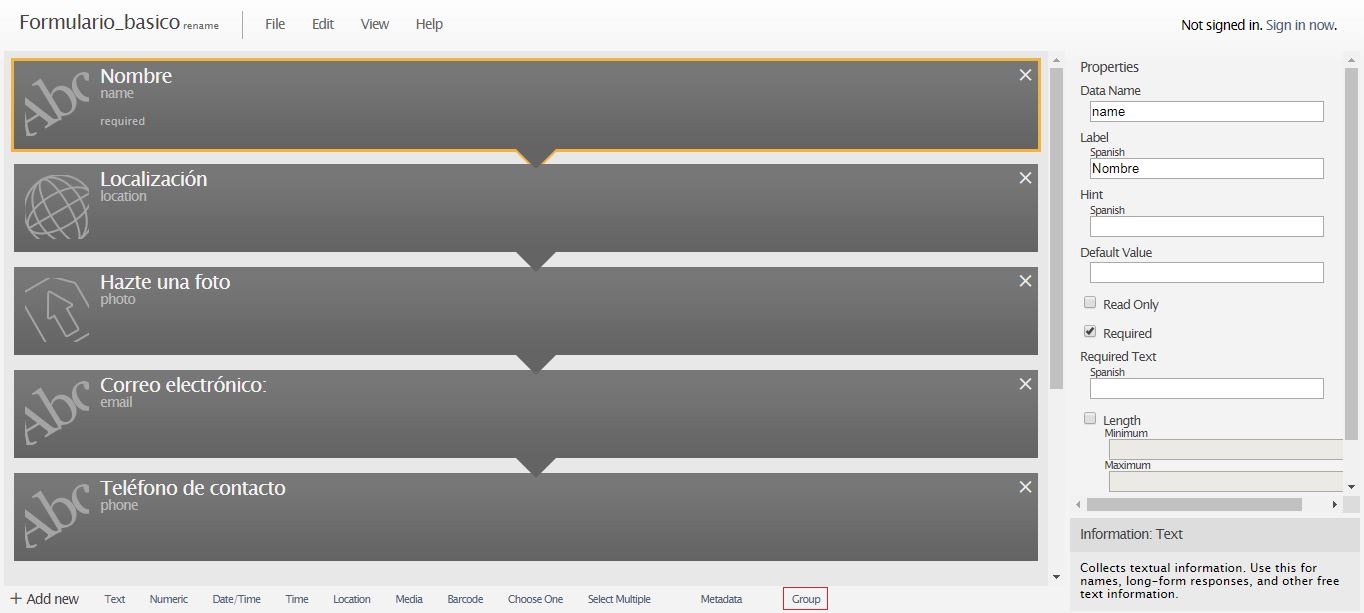 Formulario_basico rename File Edit View Help Not signed in. Sign in now.
Abc Nombre
name
required
Localización
location
Hazte una foto
photo
Abc Correo electrónico:
email
Abc Teléfono de contacto
phone
Properties
Data Name
name
Label
Spanish
Nombre
Hint
Spanish
Default Value
Read Only
Required
Required Text
Spanish
Length
Minimum
Maximum
Information: Text
Collects textual information. Use this for
names, long-form responses, and other free
text information.
+ Add new Text Numeric Date/Time Time Location Media Barcode Choose One Select Multiple Metadata Group